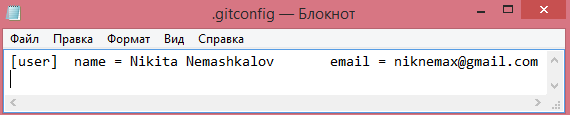 .gitconfig — Блокнот
Файл Правка Формат Вид Справка
[user]  name = Nikita Nemashkalov       email = niknemax@gmail.com